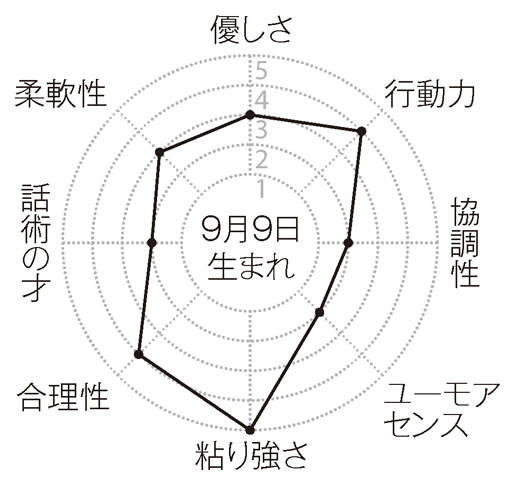 優しさ
行動力
柔軟性
5
4
3
2
1
協調性
話術の才
9月9日
生まれ
合理性
ユーモア
センス
粘り強さ